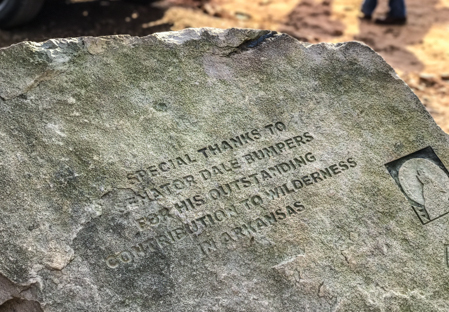 SPECIAL THANKS TO
SENATOR DALE BUMPERS
FOR HIS OUTSTANDING
CONTRIBUTION TO WILDERNESS
IN ARKANSAS